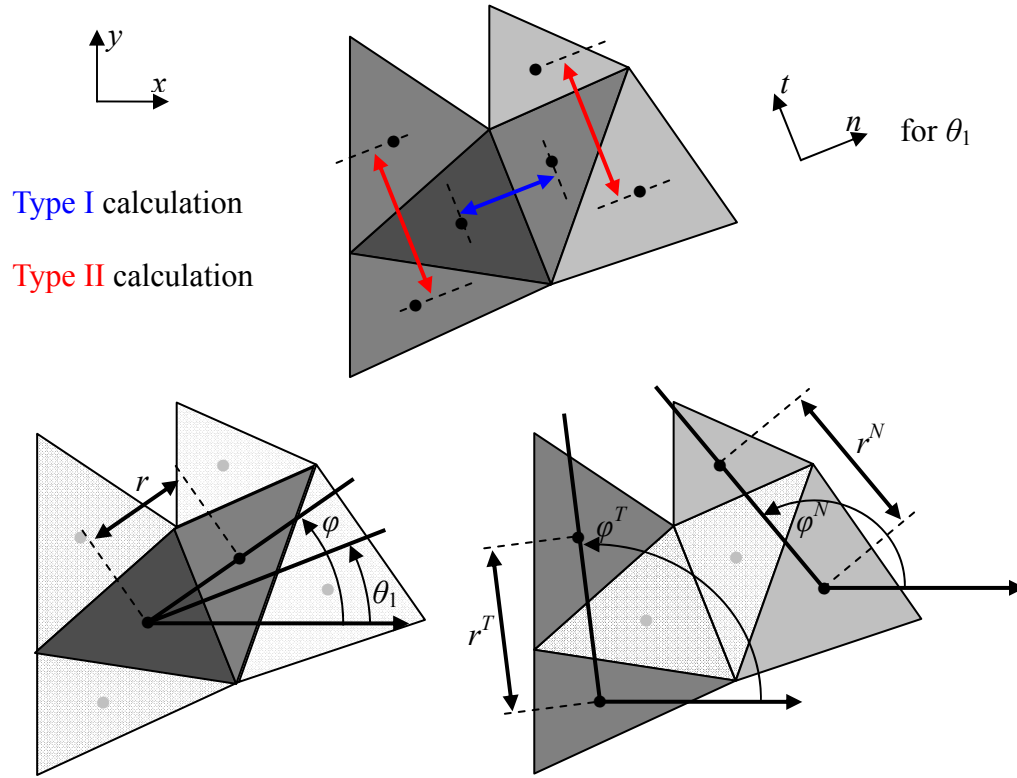 y
x
t
n
for θ₁
Type I calculation
Type II calculation
r
φ
θ₁
r^T
φ^T
r^N
φ^N